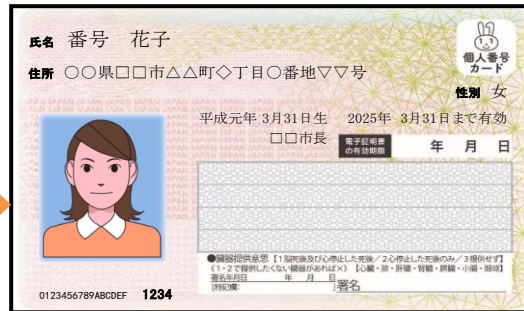 氏名 番号 花子
個人番号
カード
住所 ○○県□□市△△町◇丁目○番地▽▽号
性別 女
平成元年 3月31日生 2025年 3月31日まで有効
□□市長 電子証明書の有効期限 年 月 日
●臓器提供意思【1脳死後及び心停止した死後/2心停止した死後のみ/3提供せず】
《1・2で提供したくない臓器があれば×》【心臓・肺・肝臓・腎臓・膵臓・小腸・眼球】
署名年月日 年 月 日
[特記欄: ] 署名
0123456789ABCDEF 1234